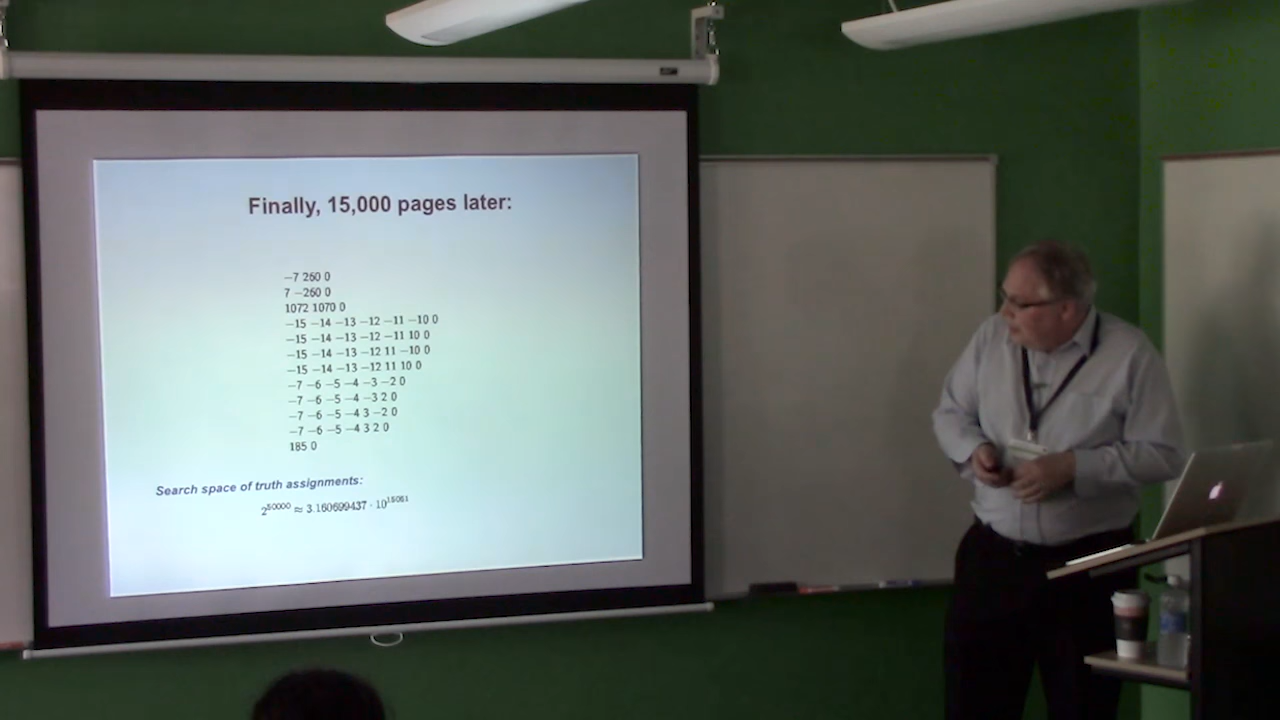 Finally, 15,000 pages later:
−7 260 0
7 −260 0
1072 1070 0
−15 −14 −13 −12 −11 −10 0
−15 −14 −13 −12 −11 10 0
−15 −14 −13 −12 11 −10 0
−15 −14 −13 −12 11 10 0
−7 −6 −5 −4 −3 −2 0
−7 −6 −5 −4 −3 2 0
−7 −6 −5 −4 3 −2 0
−7 −6 −5 −4 3 2 0
185 0
Search space of truth assignments:
2^50000 ≈ 3.160699437 · 10^15051